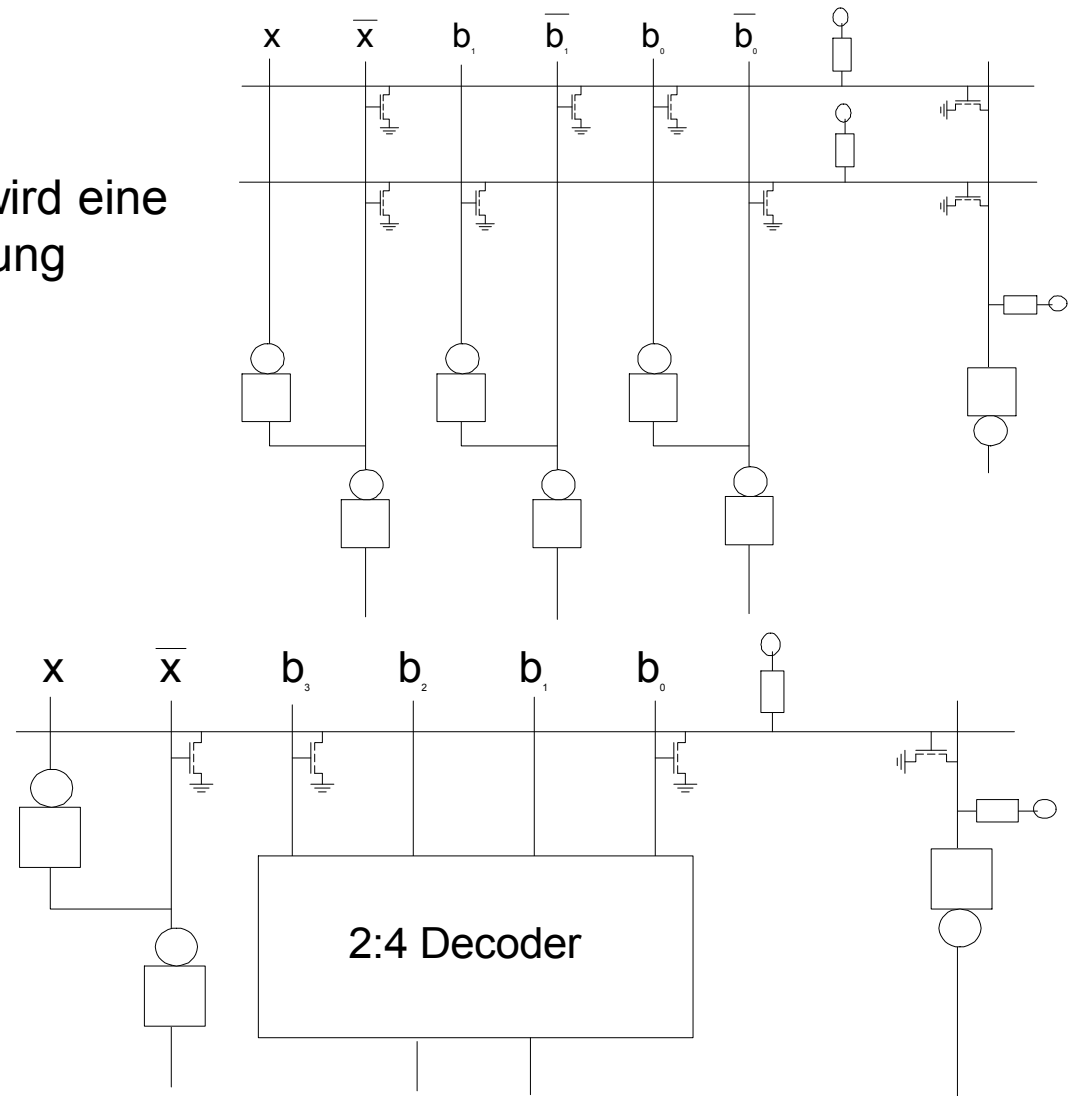 x x̅ b₁ b̅₁ b₀ b̅₀
wird eine
ung
x x̅ b₃ b₂ b₁ b₀
2:4 Decoder